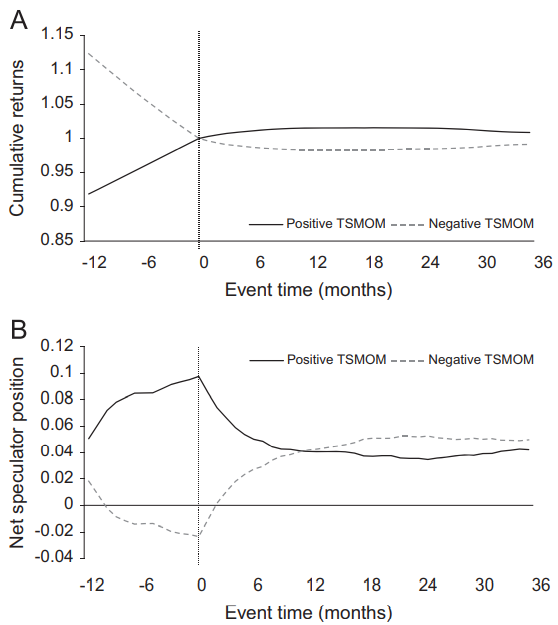 A
Cumulative returns
1.15
1.1
1.05
1
0.95
0.9
0.85
Positive TSMOM
Negative TSMOM
-12 -6 0 6 12 18 24 30 36
Event time (months)
B
Net speculator position
0.12
0.1
0.08
0.06
0.04
0.02
0
-0.02
-0.04
Positive TSMOM
Negative TSMOM
-12 -6 0 6 12 18 24 30 36
Event time (months)